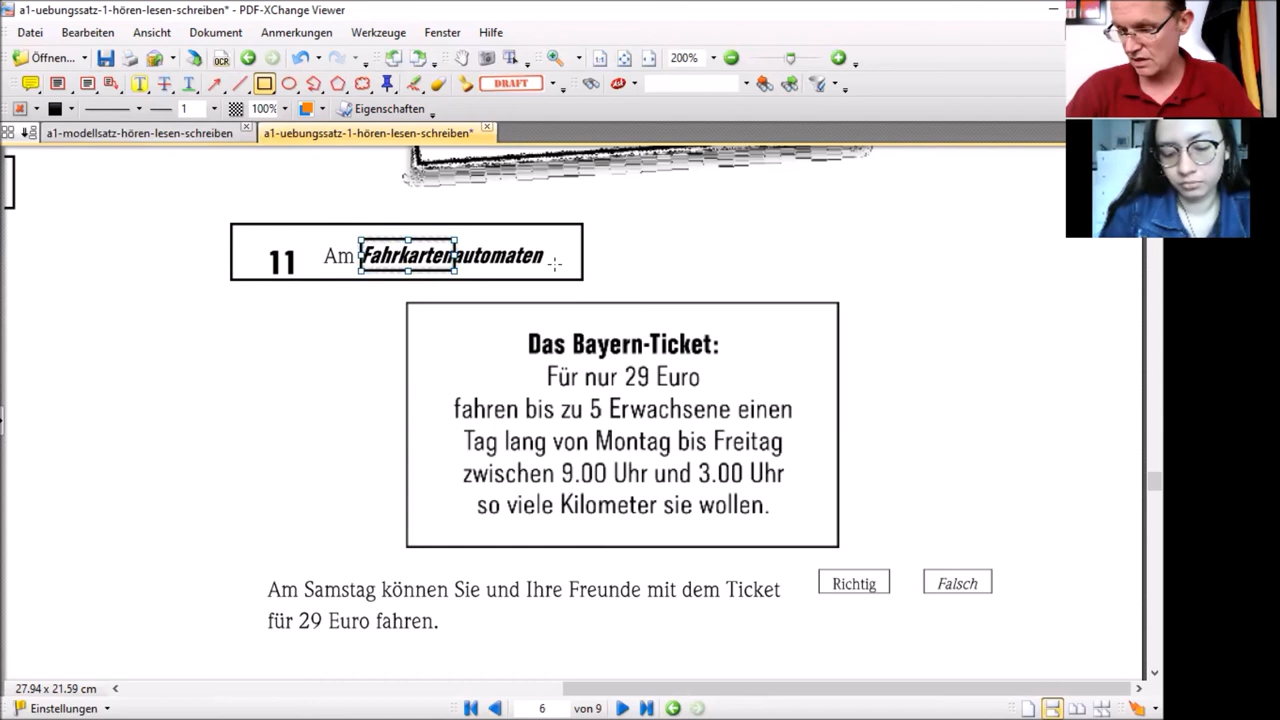 a1-uebungssatz-1-hören-lesen-schreiben* - PDF-XChange Viewer
Datei Bearbeiten Ansicht Dokument Anmerkungen Werkzeuge Fenster Hilfe
Öffnen... OCR 200%
DRAFT
1 100% Eigenschaften
a1-modellsatz-hören-lesen-schreiben a1-uebungssatz-1-hören-lesen-schreiben*
11 Am Fahrkartenautomaten
Das Bayern-Ticket:
Für nur 29 Euro
fahren bis zu 5 Erwachsene einen
Tag lang von Montag bis Freitag
zwischen 9.00 Uhr und 3.00 Uhr
so viele Kilometer sie wollen.
Am Samstag können Sie und Ihre Freunde mit dem Ticket
für 29 Euro fahren.
Richtig Falsch
27.94 x 21.59 cm
Einstellungen 6 von 9